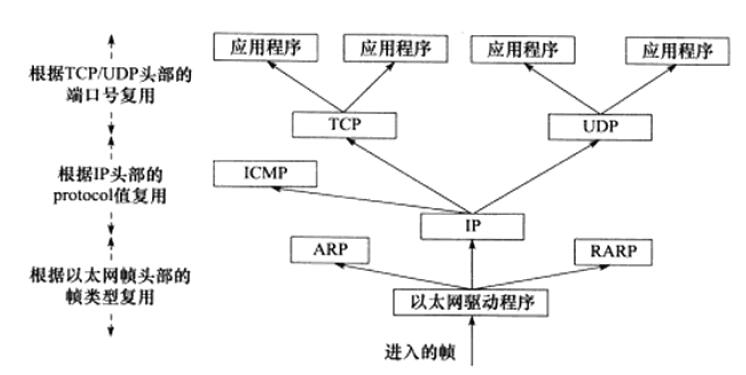 应用程序
应用程序
应用程序
应用程序
根据TCP/UDP头部的
端口号复用
TCP
UDP
根据IP头部的
protocol值复用
ICMP
IP
ARP
RARP
根据以太网帧头部的
帧类型复用
以太网驱动程序
进入的帧